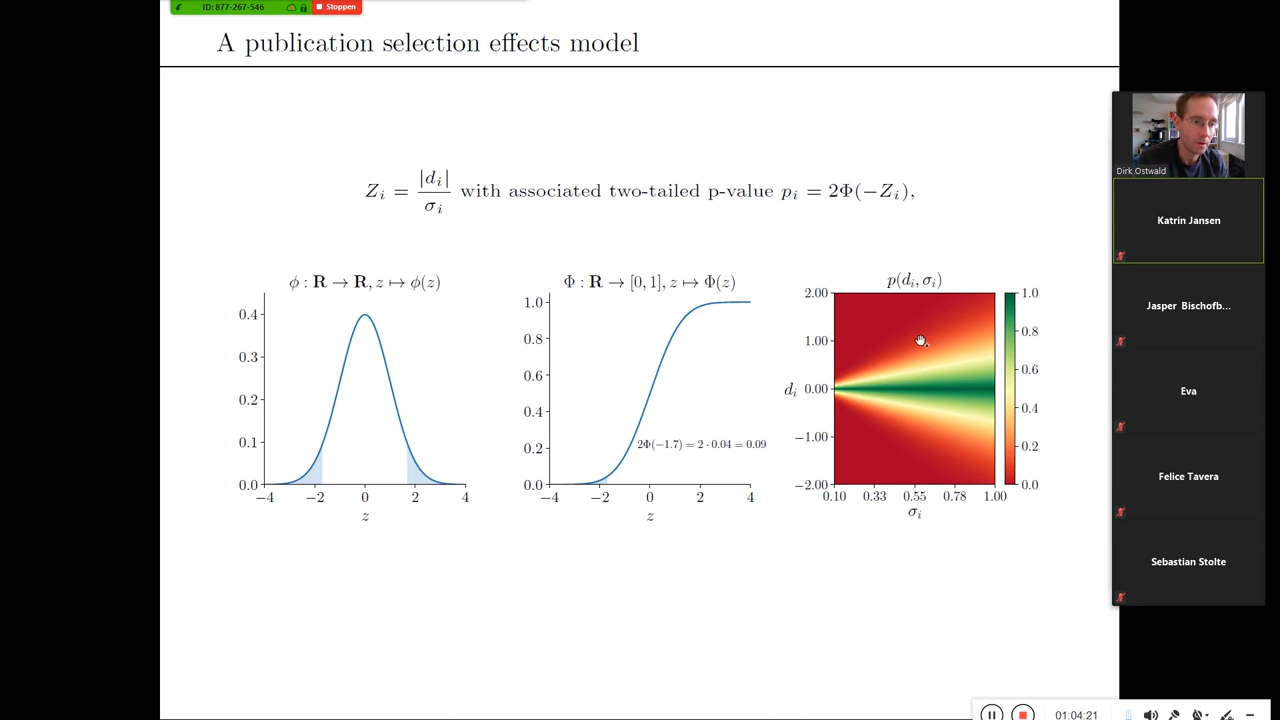 ID: 877-267-546 Stoppen
A publication selection effects model
Z_i = |d_i| / σ_i with associated two-tailed p-value p_i = 2Φ(−Z_i),
ϕ : R → R, z ↦ ϕ(z)
0.4
0.3
0.2
0.1
0.0
−4 −2 0 2 4
z
Φ : R → [0, 1], z ↦ Φ(z)
1.0
0.8
0.6
0.4
0.2
0.0
2Φ(−1.7) = 2 · 0.04 = 0.09
−4 −2 0 2 4
z
p(d_i, σ_i)
2.00
1.00
d_i 0.00
−1.00
−2.00
0.10 0.33 0.55 0.78 1.00
σ_i
1.0
0.8
0.6
0.4
0.2
0.0
Dirk Ostwald
Katrin Jansen
Jasper Bischofb...
Eva
Felice Tavera
Sebastian Stolte
01:04:21